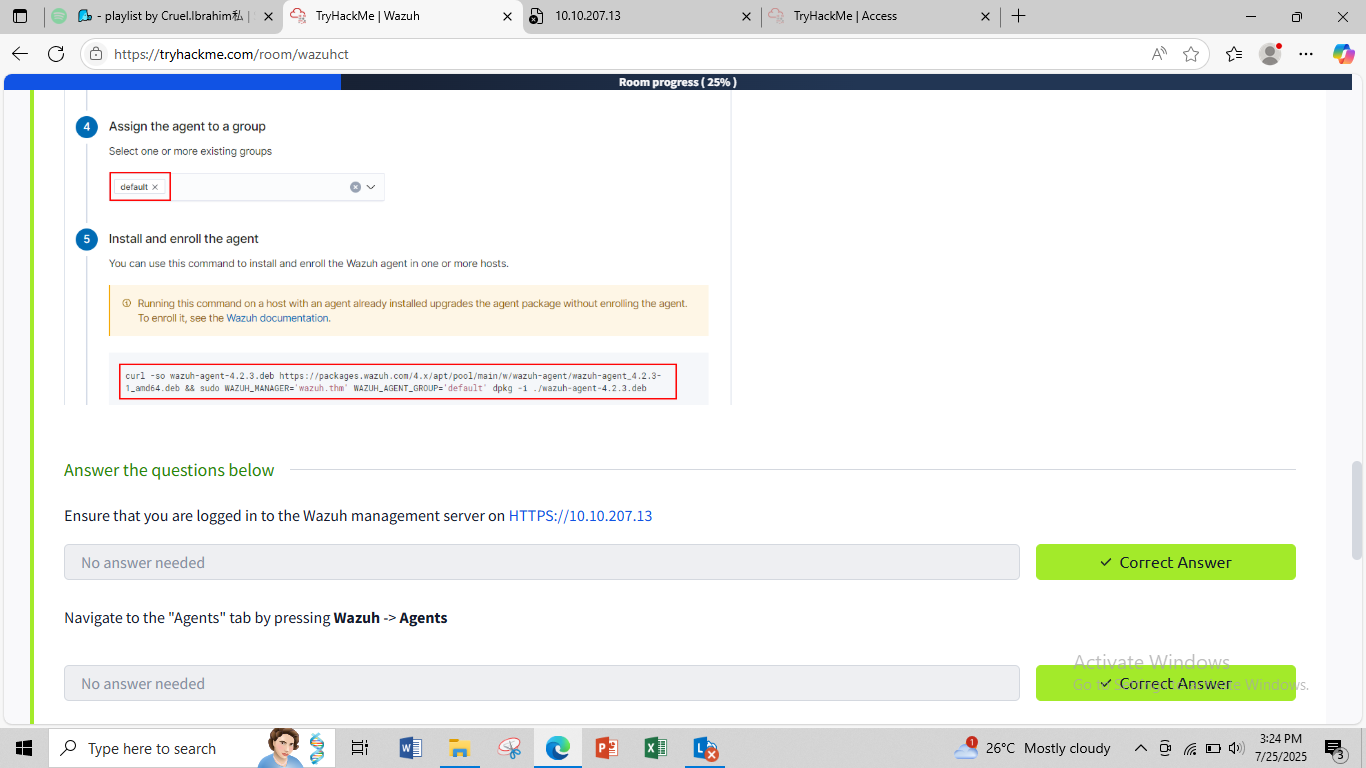 - playlist by Cruel.Ibrahim私 |
TryHackMe | Wazuh
10.10.207.13
TryHackMe | Access
https://tryhackme.com/room/wazuhct
Room progress ( 25% )
4 Assign the agent to a group
Select one or more existing groups
default ×
5 Install and enroll the agent
You can use this command to install and enroll the Wazuh agent in one or more hosts.
Running this command on a host with an agent already installed upgrades the agent package without enrolling the agent.
To enroll it, see the Wazuh documentation.
curl -so wazuh-agent-4.2.3.deb https://packages.wazuh.com/4.x/apt/pool/main/w/wazuh-agent/wazuh-agent_4.2.3-
1_amd64.deb && sudo WAZUH_MANAGER='wazuh.thm' WAZUH_AGENT_GROUP='default' dpkg -i ./wazuh-agent-4.2.3.deb
Answer the questions below
Ensure that you are logged in to the Wazuh management server on HTTPS://10.10.207.13
No answer needed
✓ Correct Answer
Navigate to the "Agents" tab by pressing Wazuh -> Agents
No answer needed
✓ Correct Answer
Activate Windows
Go to Settings to activate Windows.
Type here to search
1
26°C Mostly cloudy
3:24 PM
7/25/2025
3